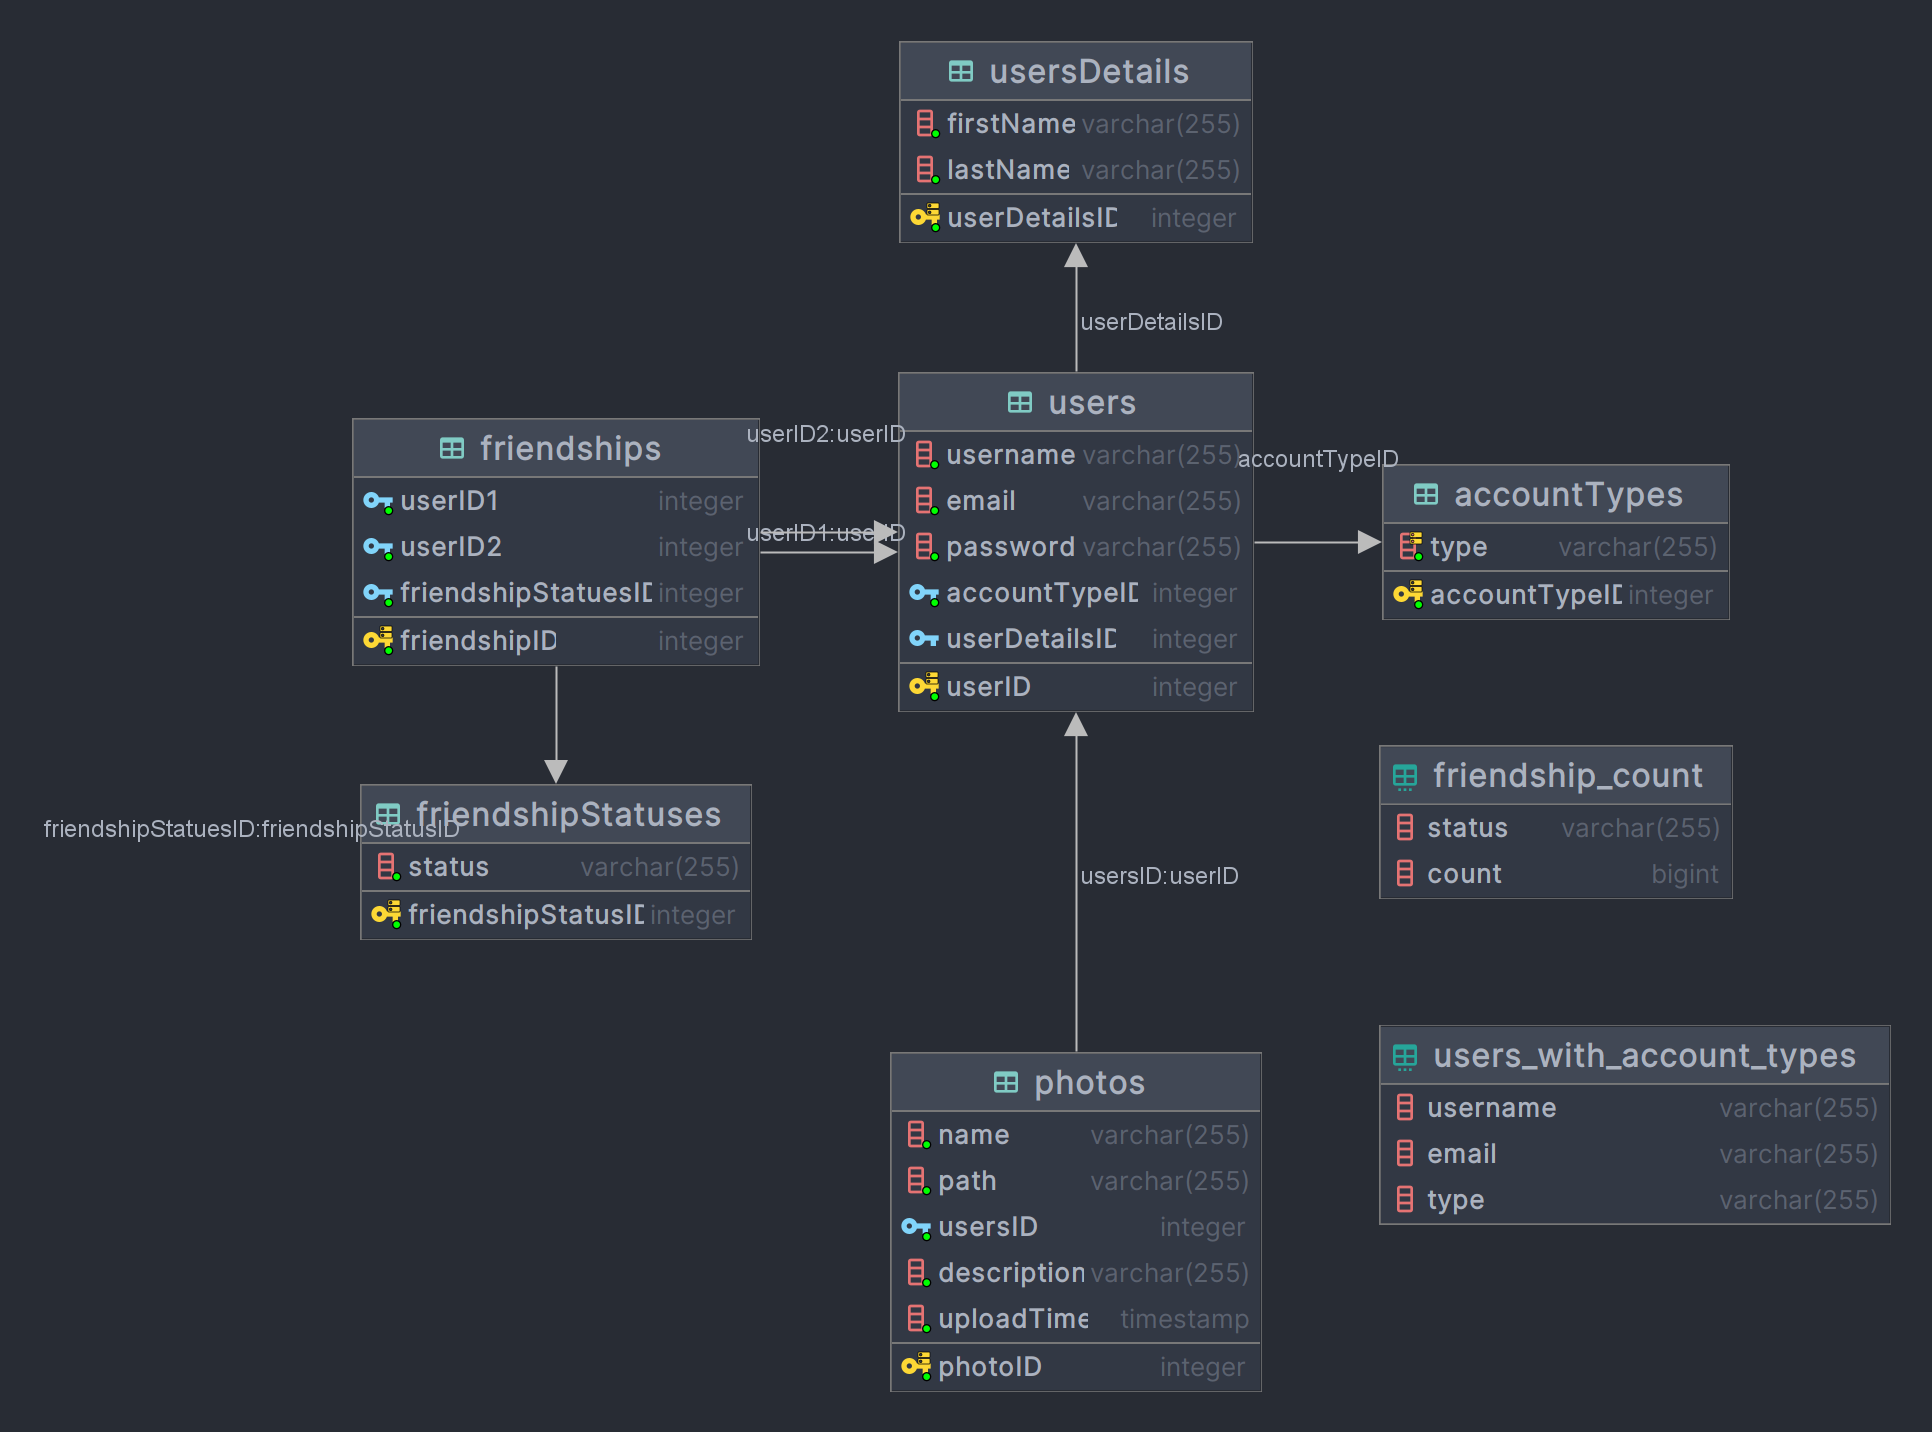 usersDetails
firstName varchar(255)
lastName varchar(255)
userDetailsID integer
userDetailsID
users
username varchar(255)
email varchar(255)
password varchar(255)
accountTypeID integer
userDetailsID integer
userID integer
friendships
userID1 integer
userID2 integer
friendshipStatuesID integer
friendshipID integer
userID2:userID
userID1:userID
accountTypeID
accountTypes
type varchar(255)
accountTypeID integer
friendshipStatuesID:friendshipStatusID
friendshipStatuses
status varchar(255)
friendshipStatusID integer
friendship_count
status varchar(255)
count bigint
usersID:userID
users_with_account_types
username varchar(255)
email varchar(255)
type varchar(255)
photos
name varchar(255)
path varchar(255)
usersID integer
description varchar(255)
uploadTime timestamp
photoID integer